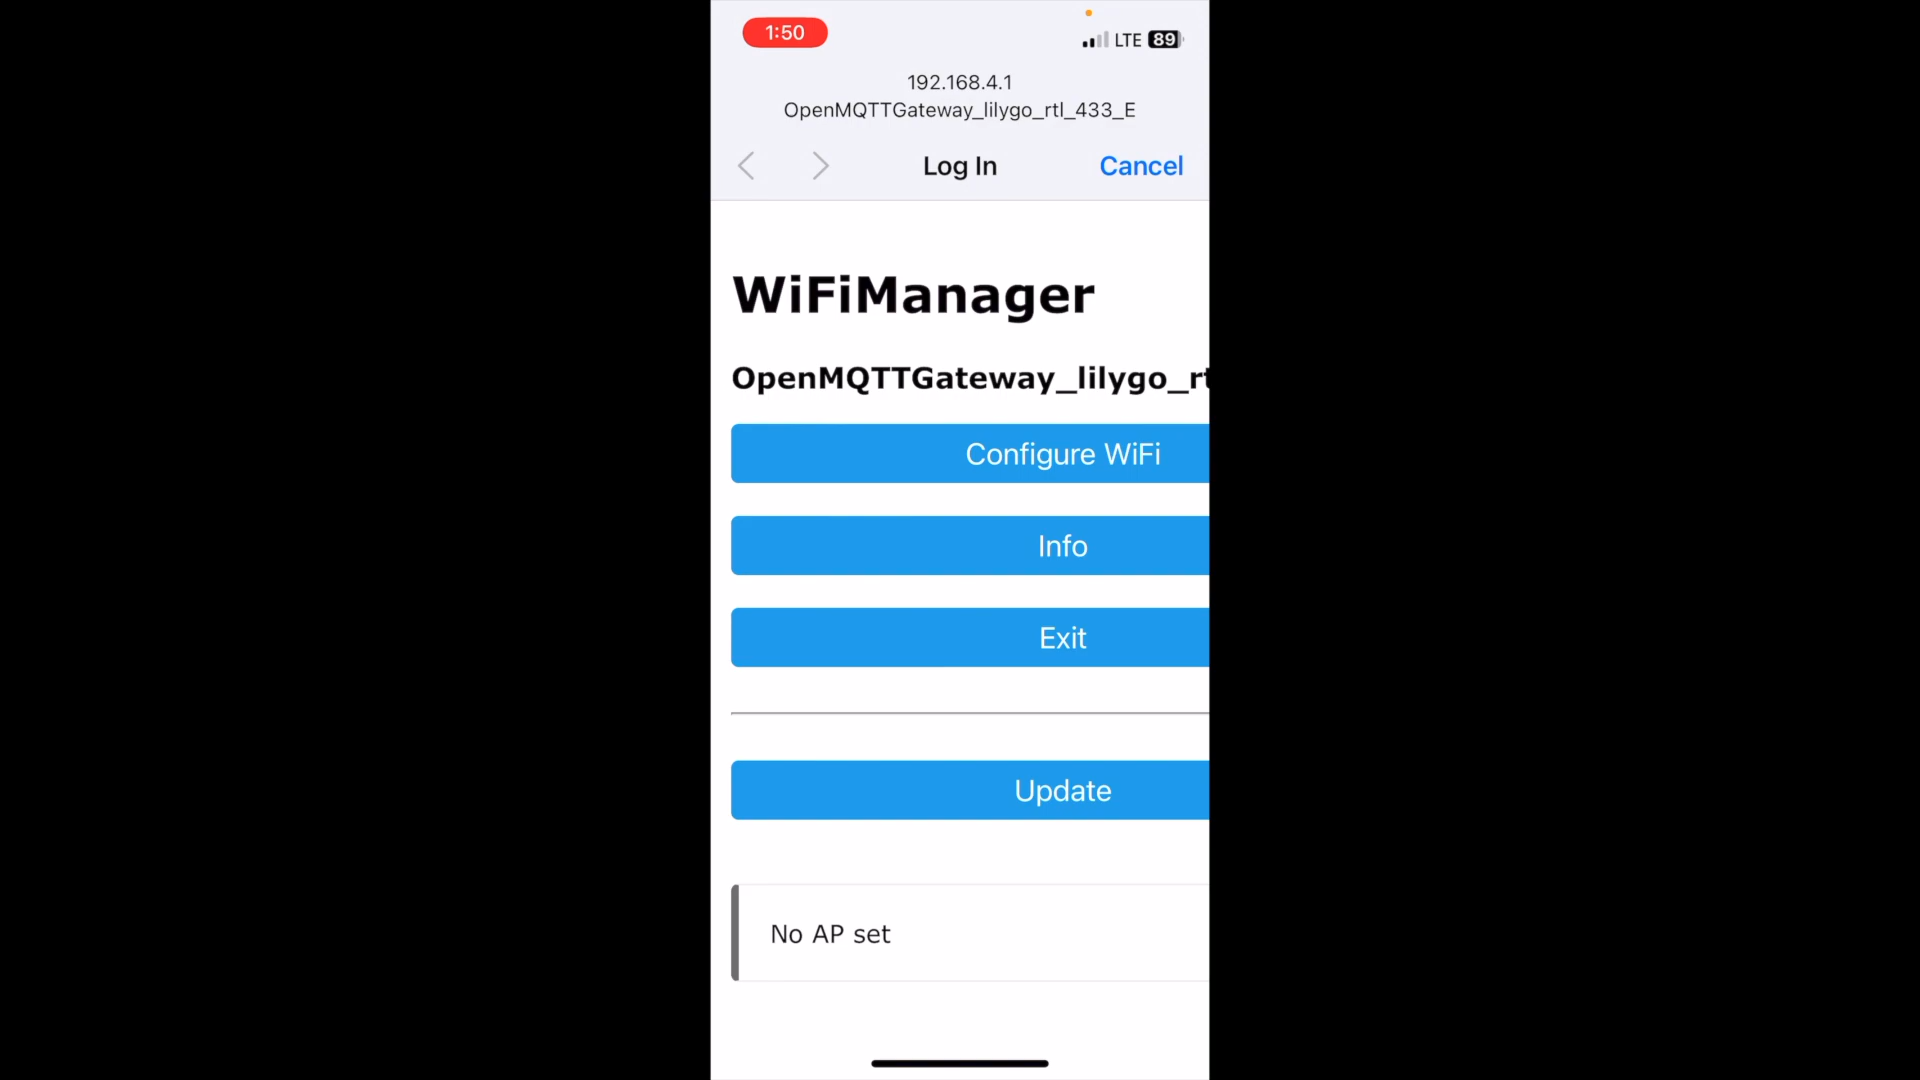 1:50
LTE 89
192.168.4.1
OpenMQTTGateway_lilygo_rtl_433_E
Log In
Cancel
WiFiManager
OpenMQTTGateway_lilygo_rt
Configure WiFi
Info
Exit
Update
No AP set